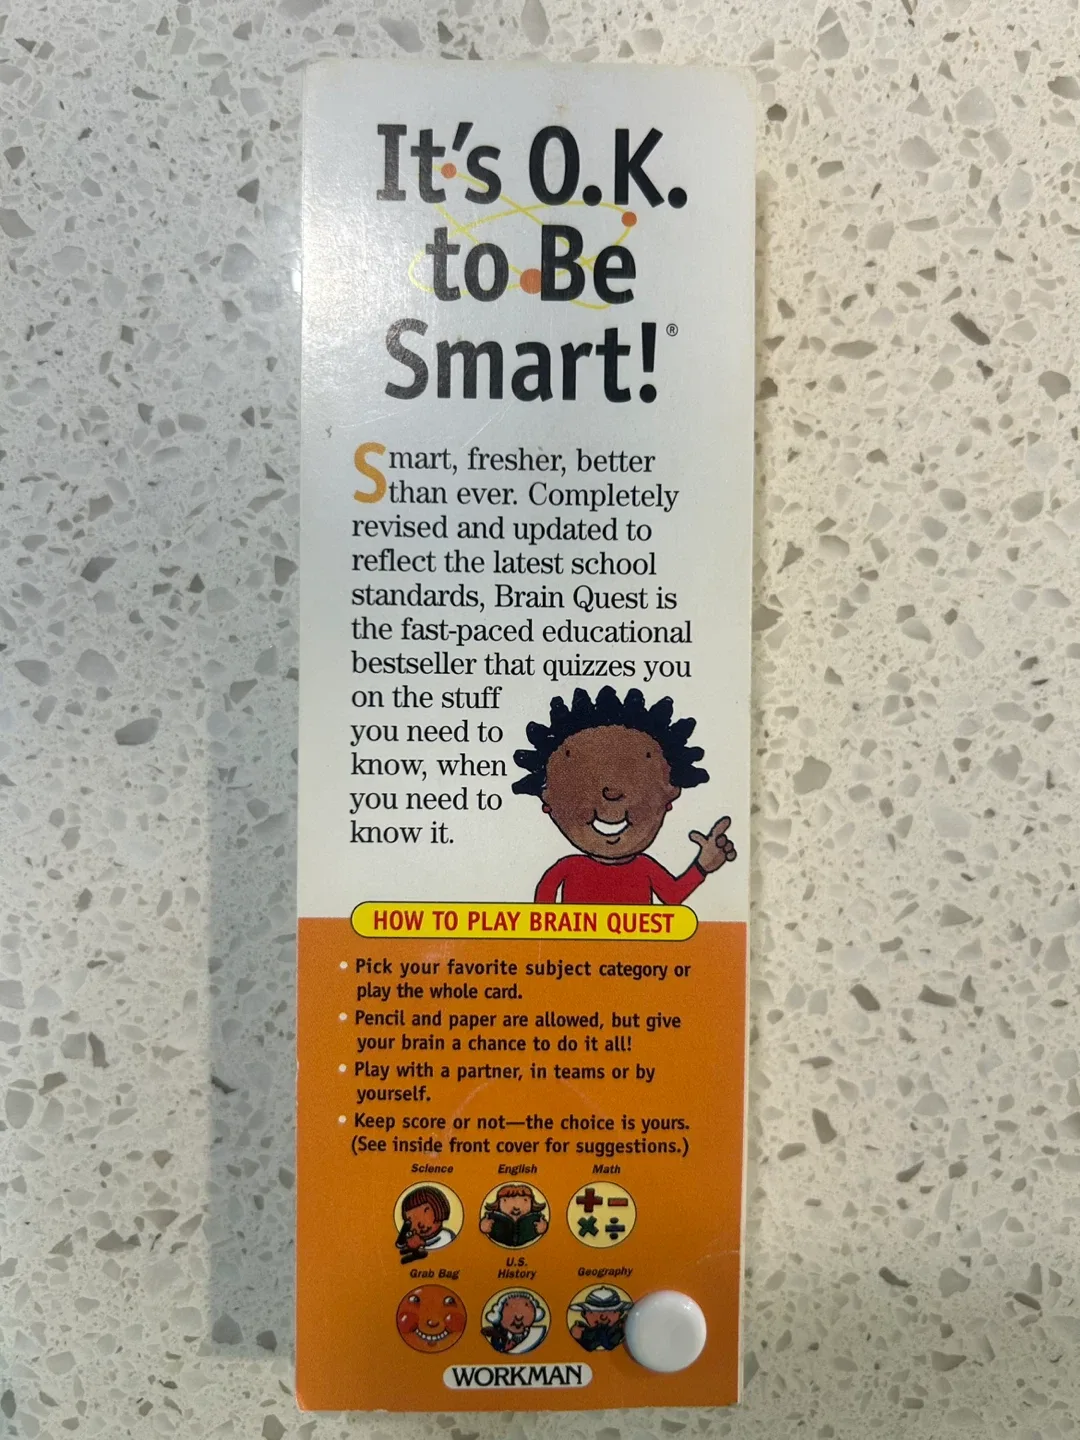 It's O.K.
to Be
Smart!®
Smart, fresher, better
than ever. Completely
revised and updated to
reflect the latest school
standards, Brain Quest is
the fast-paced educational
bestseller that quizzes you
on the stuff
you need to
know, when
you need to
know it.
HOW TO PLAY BRAIN QUEST
• Pick your favorite subject category or
play the whole card.
• Pencil and paper are allowed, but give
your brain a chance to do it all!
• Play with a partner, in teams or by
yourself.
• Keep score or not—the choice is yours.
(See inside front cover for suggestions.)
Science English Math
Grab Bag U.S. History Geography
WORKMAN